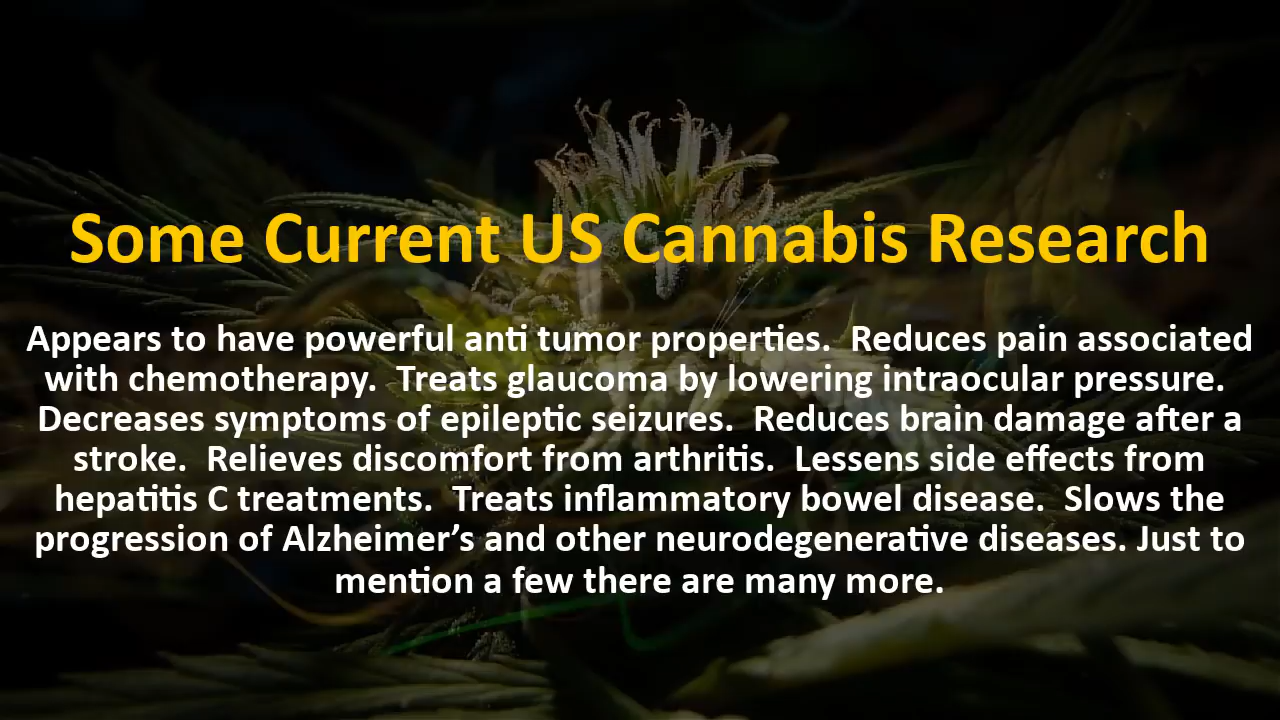 Some Current US Cannabis Research
Appears to have powerful anti tumor properties.  Reduces pain associated
with chemotherapy.  Treats glaucoma by lowering intraocular pressure.
Decreases symptoms of epileptic seizures.  Reduces brain damage after a
stroke.  Relieves discomfort from arthritis.  Lessens side effects from
hepatitis C treatments.  Treats inflammatory bowel disease.  Slows the
progression of Alzheimer’s and other neurodegenerative diseases. Just to
mention a few there are many more.